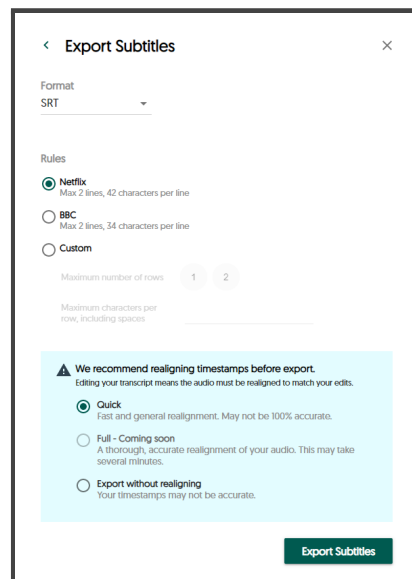 Export Subtitles
Format
SRT
Rules
Netflix
Max 2 lines, 42 characters per line
BBC
Max 2 lines, 34 characters per line
Custom
Maximum number of rows 1 2
Maximum characters per
row, including spaces
We recommend realigning timestamps before export.
Editing your transcript means the audio must be realigned to match your edits.
Quick
Fast and general realignment. May not be 100% accurate.
Full - Coming soon
A thorough, accurate realignment of your audio. This may take
several minutes.
Export without realigning
Your timestamps may not be accurate.
Export Subtitles